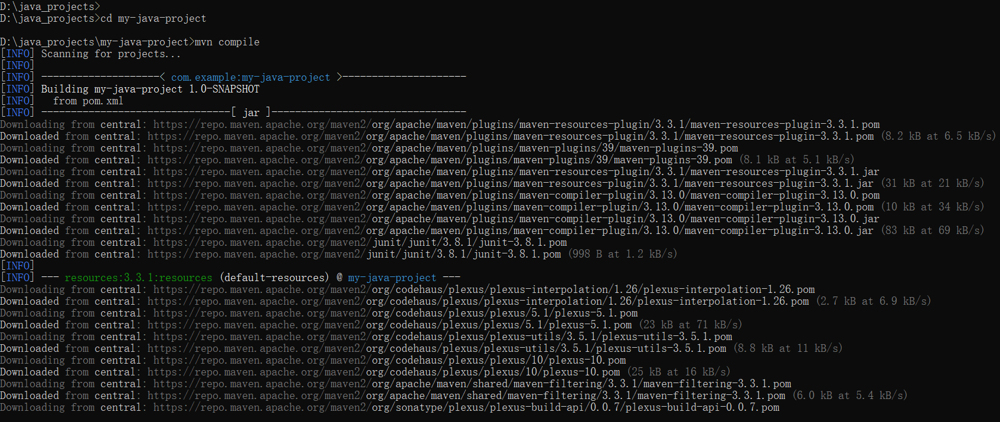 D:\java_projects>
D:\java_projects>cd my-java-project
D:\java_projects\my-java-project>mvn compile
[INFO] Scanning for projects...
[INFO]
[INFO] --------------------< com.example:my-java-project >---------------------
[INFO] Building my-java-project 1.0-SNAPSHOT
[INFO]   from pom.xml
[INFO] --------------------------------[ jar ]---------------------------------
Downloading from central: https://repo.maven.apache.org/maven2/org/apache/maven/plugins/maven-resources-plugin/3.3.1/maven-resources-plugin-3.3.1.pom
Downloaded from central: https://repo.maven.apache.org/maven2/org/apache/maven/plugins/maven-resources-plugin/3.3.1/maven-resources-plugin-3.3.1.pom (8.2 kB at 6.5 kB/s)
Downloading from central: https://repo.maven.apache.org/maven2/org/apache/maven/plugins/maven-plugins/39/maven-plugins-39.pom
Downloaded from central: https://repo.maven.apache.org/maven2/org/apache/maven/plugins/maven-plugins/39/maven-plugins-39.pom (8.1 kB at 5.1 kB/s)
Downloading from central: https://repo.maven.apache.org/maven2/org/apache/maven/plugins/maven-resources-plugin/3.3.1/maven-resources-plugin-3.3.1.jar
Downloaded from central: https://repo.maven.apache.org/maven2/org/apache/maven/plugins/maven-resources-plugin/3.3.1/maven-resources-plugin-3.3.1.jar (31 kB at 21 kB/s)
Downloading from central: https://repo.maven.apache.org/maven2/org/apache/maven/plugins/maven-compiler-plugin/3.13.0/maven-compiler-plugin-3.13.0.pom
Downloaded from central: https://repo.maven.apache.org/maven2/org/apache/maven/plugins/maven-compiler-plugin/3.13.0/maven-compiler-plugin-3.13.0.pom (10 kB at 34 kB/s)
Downloading from central: https://repo.maven.apache.org/maven2/org/apache/maven/plugins/maven-compiler-plugin/3.13.0/maven-compiler-plugin-3.13.0.jar
Downloaded from central: https://repo.maven.apache.org/maven2/org/apache/maven/plugins/maven-compiler-plugin/3.13.0/maven-compiler-plugin-3.13.0.jar (83 kB at 69 kB/s)
Downloading from central: https://repo.maven.apache.org/maven2/junit/junit/3.8.1/junit-3.8.1.pom
Downloaded from central: https://repo.maven.apache.org/maven2/junit/junit/3.8.1/junit-3.8.1.pom (998 B at 1.2 kB/s)
[INFO]
[INFO] --- resources:3.3.1:resources (default-resources) @ my-java-project ---
Downloading from central: https://repo.maven.apache.org/maven2/org/codehaus/plexus/plexus-interpolation/1.26/plexus-interpolation-1.26.pom
Downloaded from central: https://repo.maven.apache.org/maven2/org/codehaus/plexus/plexus-interpolation/1.26/plexus-interpolation-1.26.pom (2.7 kB at 6.9 kB/s)
Downloading from central: https://repo.maven.apache.org/maven2/org/codehaus/plexus/plexus/5.1/plexus-5.1.pom
Downloaded from central: https://repo.maven.apache.org/maven2/org/codehaus/plexus/plexus/5.1/plexus-5.1.pom (23 kB at 71 kB/s)
Downloading from central: https://repo.maven.apache.org/maven2/org/codehaus/plexus/plexus-utils/3.5.1/plexus-utils-3.5.1.pom
Downloaded from central: https://repo.maven.apache.org/maven2/org/codehaus/plexus/plexus-utils/3.5.1/plexus-utils-3.5.1.pom (8.8 kB at 11 kB/s)
Downloading from central: https://repo.maven.apache.org/maven2/org/codehaus/plexus/plexus/10/plexus-10.pom
Downloaded from central: https://repo.maven.apache.org/maven2/org/codehaus/plexus/plexus/10/plexus-10.pom (25 kB at 16 kB/s)
Downloading from central: https://repo.maven.apache.org/maven2/org/apache/maven/shared/maven-filtering/3.3.1/maven-filtering-3.3.1.pom
Downloaded from central: https://repo.maven.apache.org/maven2/org/apache/maven/shared/maven-filtering/3.3.1/maven-filtering-3.3.1.pom (6.0 kB at 5.4 kB/s)
Downloading from central: https://repo.maven.apache.org/maven2/org/sonatype/plexus/plexus-build-api/0.0.7/plexus-build-api-0.0.7.pom